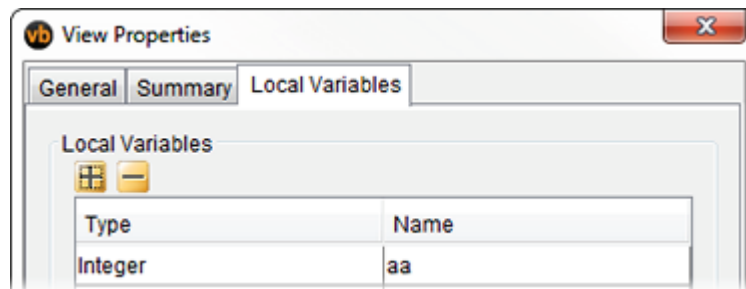 vb View Properties
General Summary Local Variables
Local Variables
Type Name
Integer aa